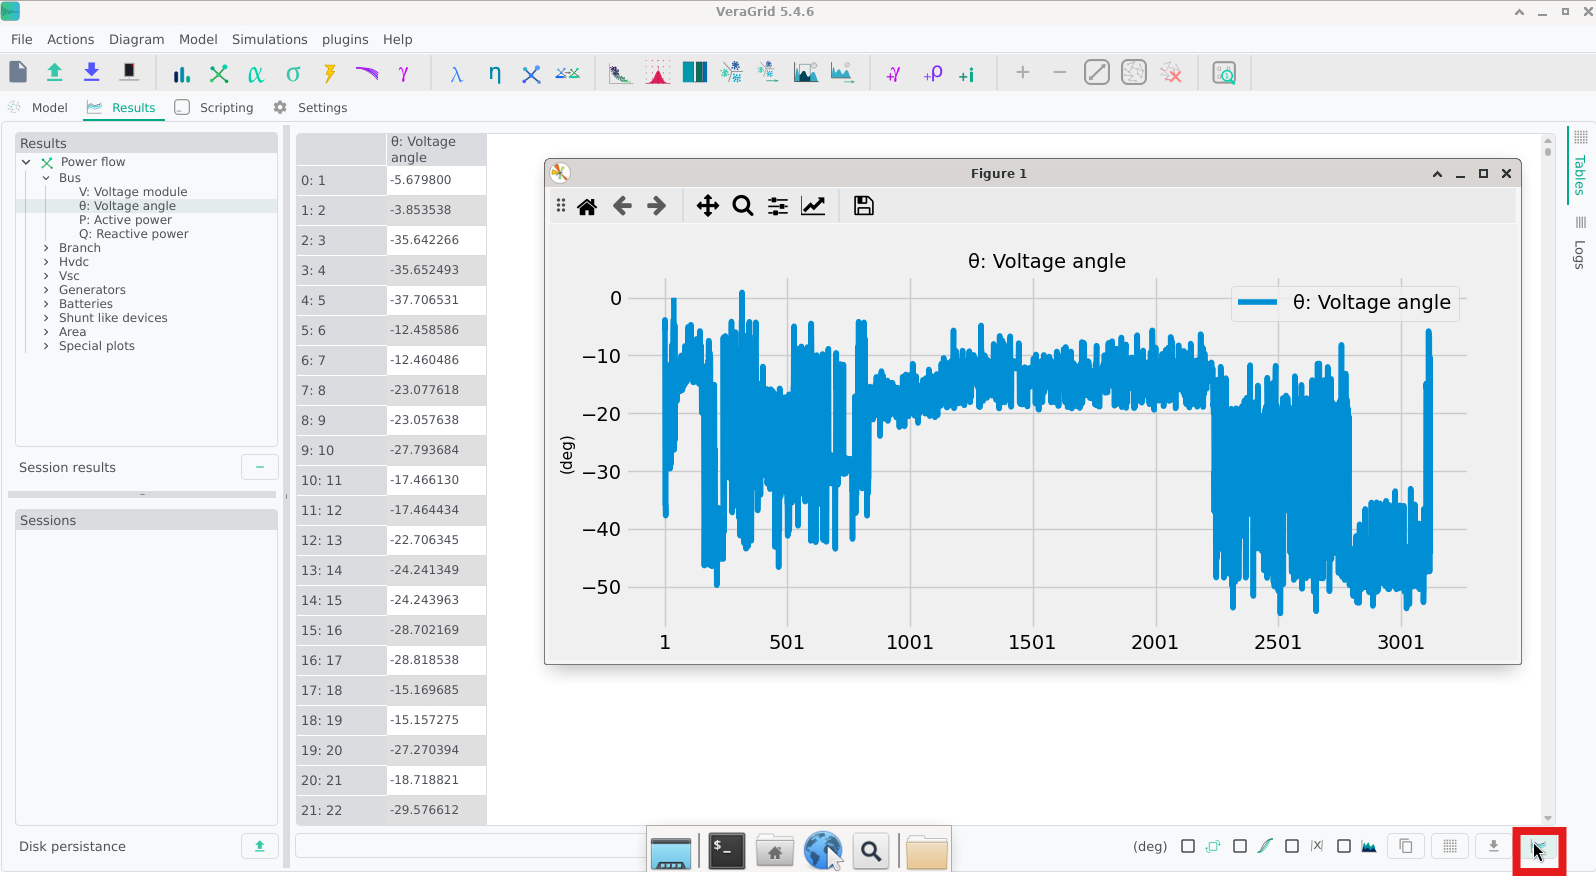 VeraGrid 5.4.6
File Actions Diagram Model Simulations plugins Help
Model Results Scripting Settings
Results
Power flow
Bus
V: Voltage module
θ: Voltage angle
P: Active power
Q: Reactive power
Branch
Hvdc
Vsc
Generators
Batteries
Shunt like devices
Area
Special plots
Session results
Sessions
Disk persistance
θ: Voltage
angle
0: 1 -5.679800
1: 2 -3.853538
2: 3 -35.642266
3: 4 -35.652493
4: 5 -37.706531
5: 6 -12.458586
6: 7 -12.460486
7: 8 -23.077618
8: 9 -23.057638
9: 10 -27.793684
10: 11 -17.466130
11: 12 -17.464434
12: 13 -22.706345
13: 14 -24.241349
14: 15 -24.243963
15: 16 -28.702169
16: 17 -28.818538
17: 18 -15.169685
18: 19 -15.157275
19: 20 -27.270394
20: 21 -18.718821
21: 22 -29.576612
Figure 1
θ: Voltage angle
θ: Voltage angle
(deg)
0
−10
−20
−30
−40
−50
1 501 1001 1501 2001 2501 3001
Tables
Logs
(deg)